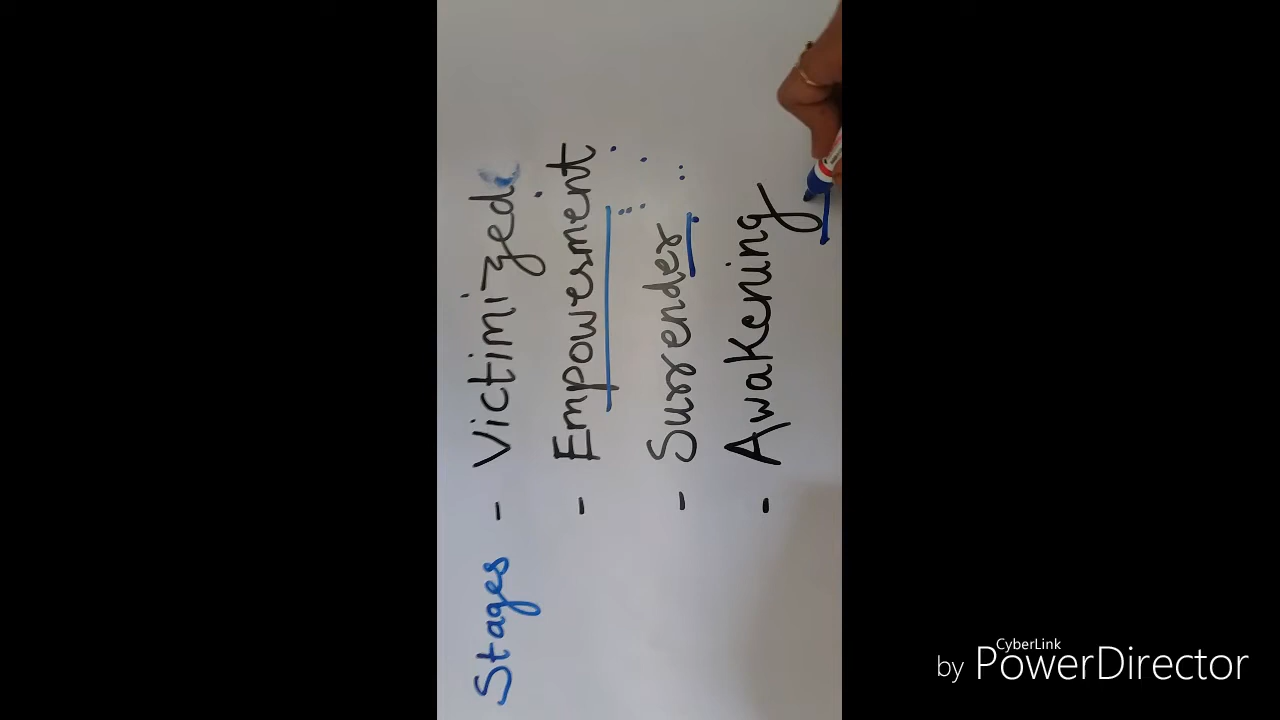 Stages - Victimized
- Empowerment
- Surrender
- Awakening
CyberLink
by PowerDirector